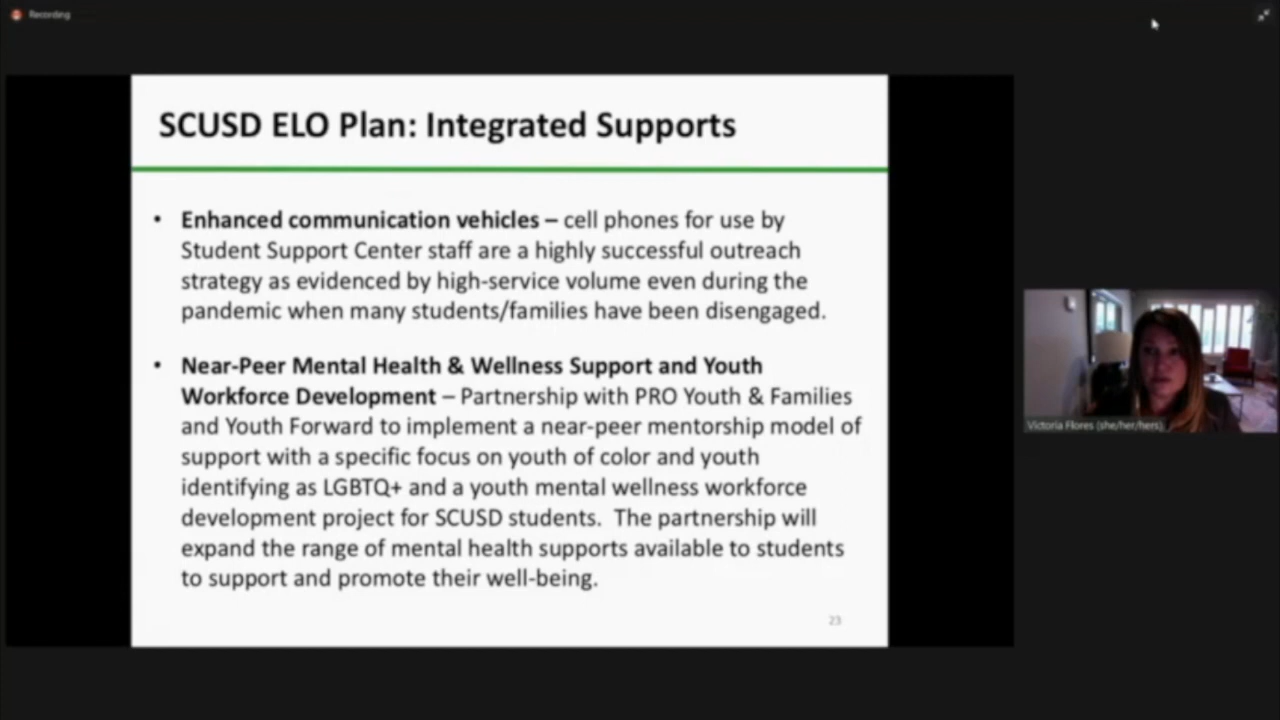 Recording
SCUSD ELO Plan: Integrated Supports
• Enhanced communication vehicles – cell phones for use by
Student Support Center staff are a highly successful outreach
strategy as evidenced by high-service volume even during the
pandemic when many students/families have been disengaged.
• Near-Peer Mental Health & Wellness Support and Youth
Workforce Development – Partnership with PRO Youth & Families
and Youth Forward to implement a near-peer mentorship model of
support with a specific focus on youth of color and youth
identifying as LGBTQ+ and a youth mental wellness workforce
development project for SCUSD students.  The partnership will
expand the range of mental health supports available to students
to support and promote their well-being.
23
Victoria Flores (she/her/hers)